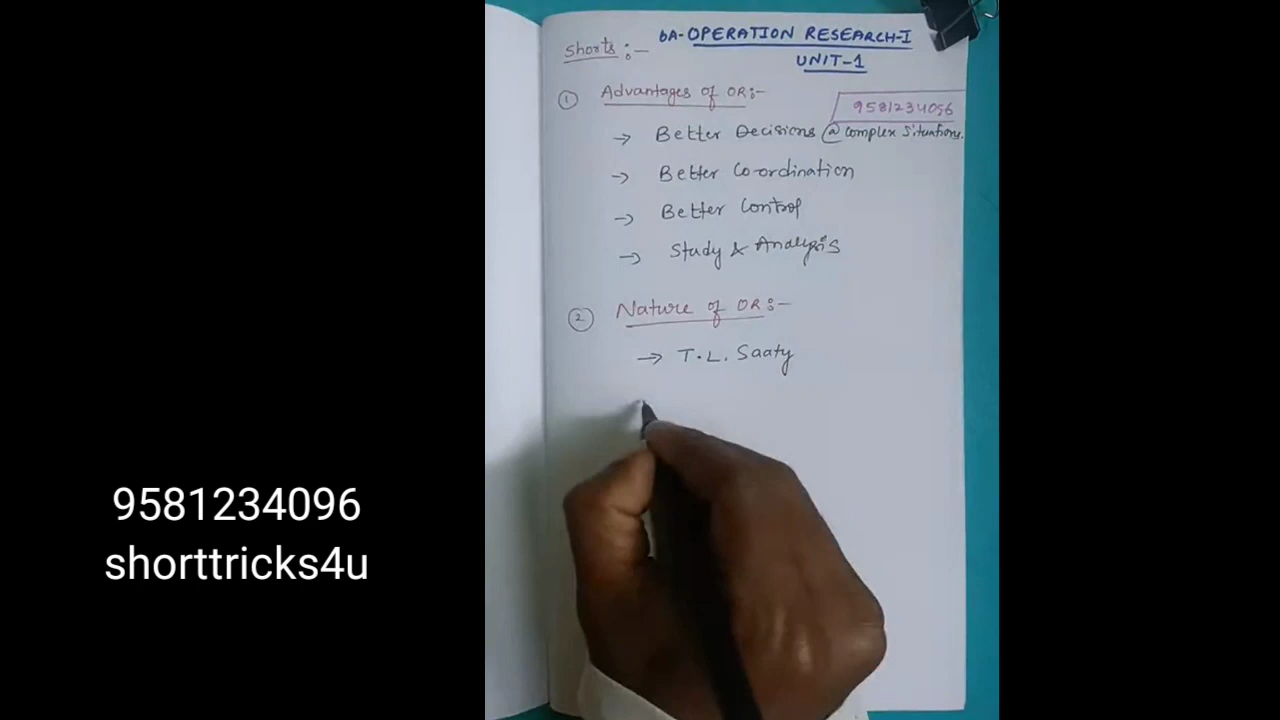 6A-OPERATION RESEARCH-I
Shorts :-
UNIT-1
① Advantages of OR:-
9581234096
→ Better Decisions @ complex situations.
→ Better Co-ordination
→ Better Control
→ Study & Analysis
② Nature of OR:-
→ T.L. Saaty
9581234096
shorttricks4u